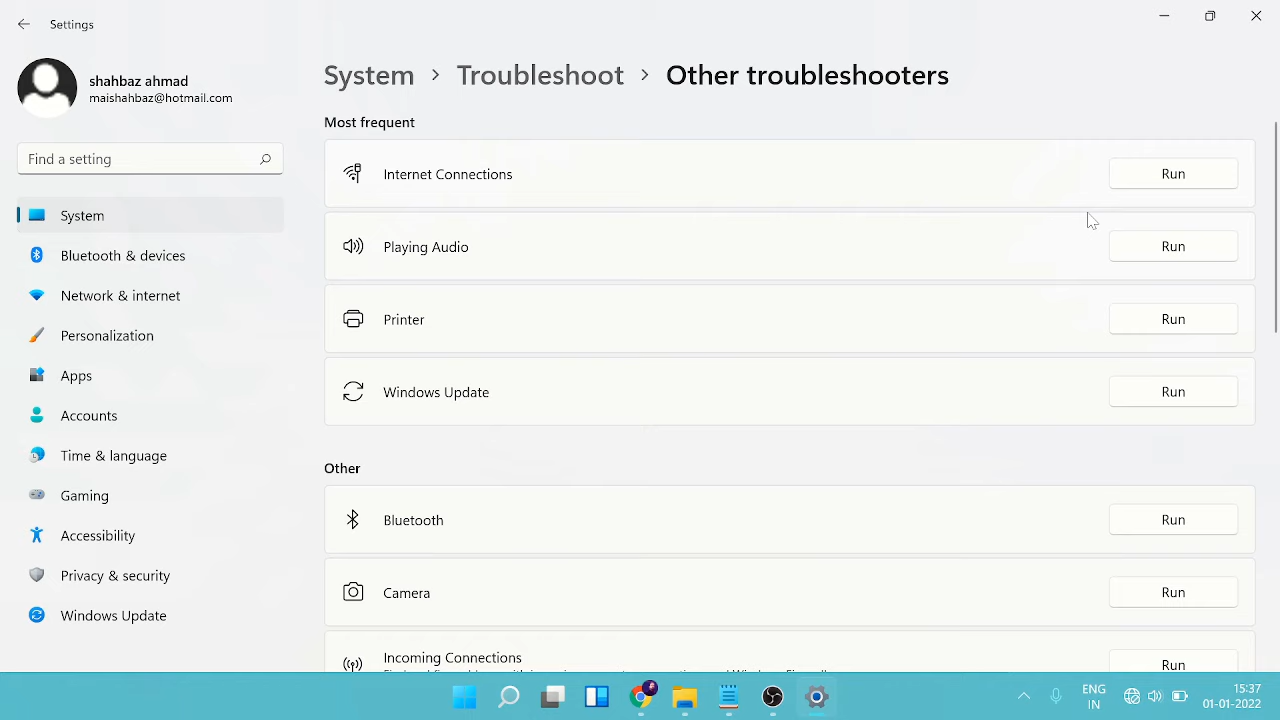 Settings
shahbaz ahmad
maishahbaz@hotmail.com
Find a setting
System
Bluetooth & devices
Network & internet
Personalization
Apps
Accounts
Time & language
Gaming
Accessibility
Privacy & security
Windows Update
System > Troubleshoot > Other troubleshooters
Most frequent
Internet Connections Run
Playing Audio Run
Printer Run
Windows Update Run
Other
Bluetooth Run
Camera Run
Incoming Connections Run
ENG
IN
15:37
01-01-2022